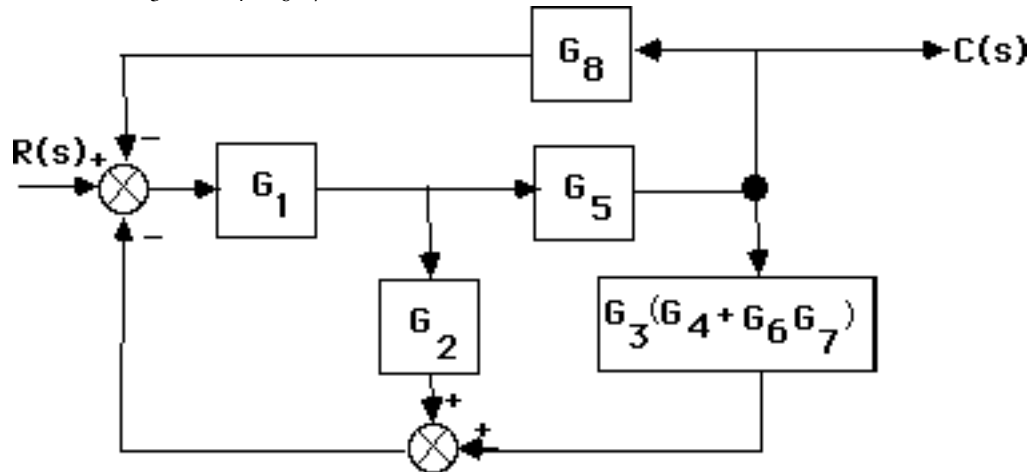 G8
C(s)
R(s) +
−
G1
G5
−
G2
G3(G4 + G6G7)
+
+